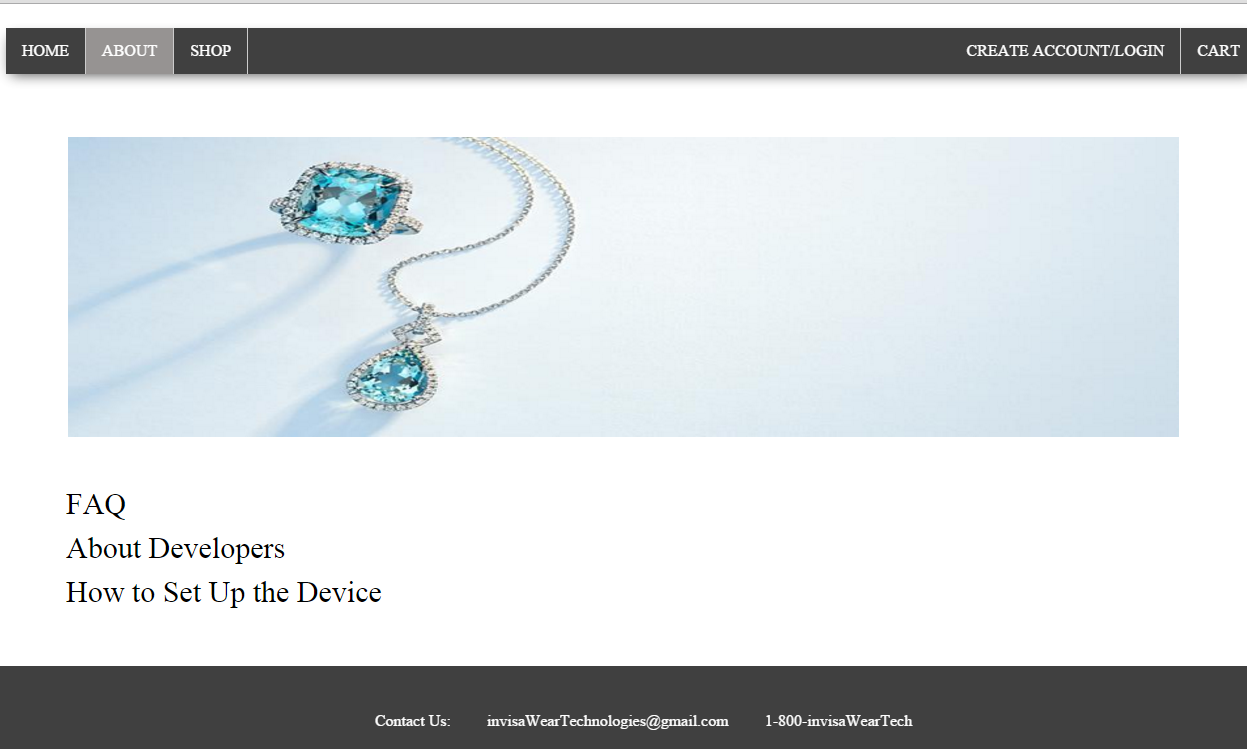 HOME ABOUT SHOP CREATE ACCOUNT/LOGIN CART
FAQ
About Developers
How to Set Up the Device
Contact Us: invisaWearTechnologies@gmail.com 1-800-invisaWearTech